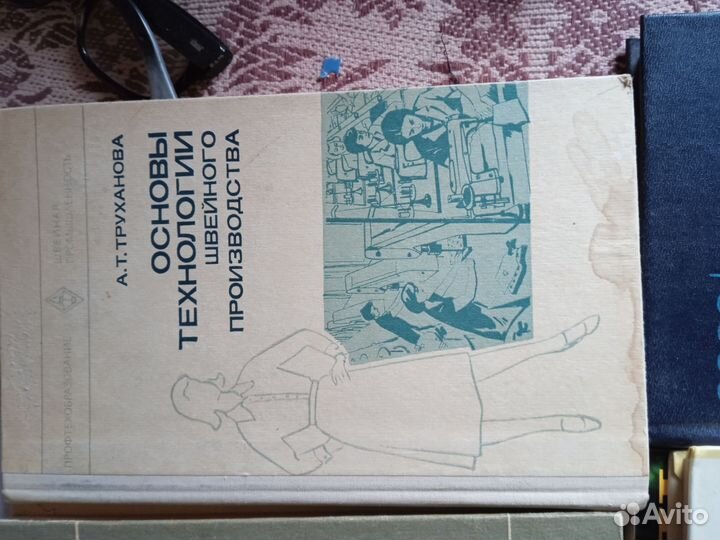 ПРОФТЕХОБРАЗОВАНИЕ
ШВЕЙНАЯ
ПРОМЫШЛЕННОСТЬ
А.Т. ТРУХАНОВА
ОСНОВЫ
ТЕХНОЛОГИИ
ШВЕЙНОГО
ПРОИЗВОДСТВА
Avito